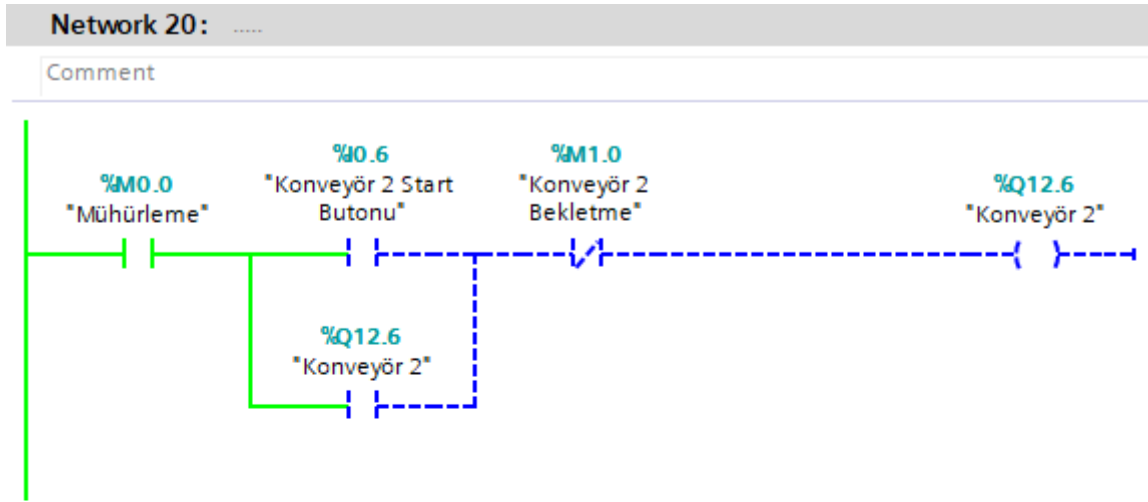 Network 20: .....
Comment
%M0.0
"Mühürleme"
%I0.6
"Konveyör 2 Start
Butonu"
%M1.0
"Konveyör 2
Bekletme"
%Q12.6
"Konveyör 2"
%Q12.6
"Konveyör 2"